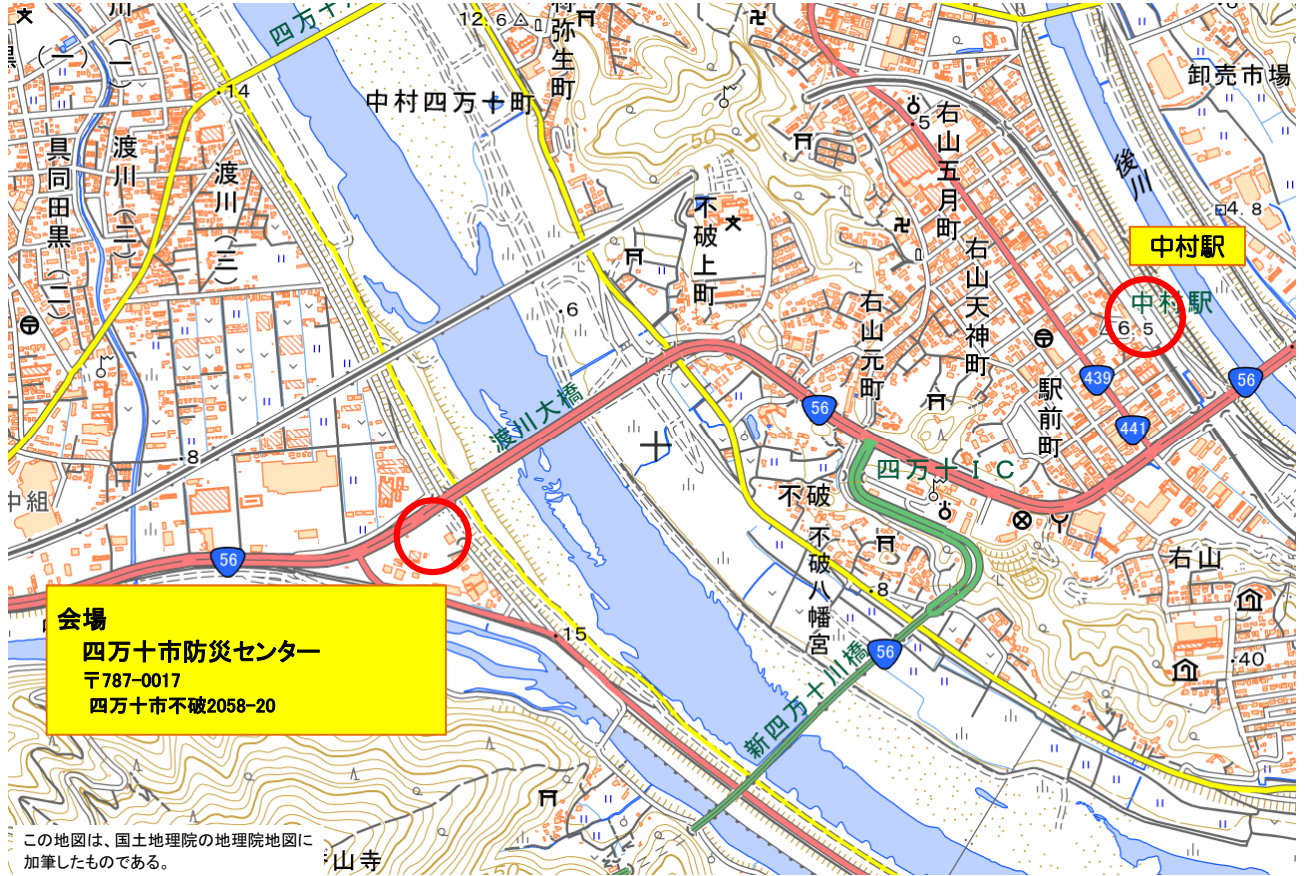 12.6
弥生町
卸売市場
四万十
14
中村四万十町
5
右山五月町
後川
具同田黒(二)
渡川(二)
渡川(三)
4.8
不破上町
中村駅
右山天神町
中村駅
6
右山元町
6.5
439
56
駅前町
56
渡川大橋
441
8
四万十IC
中組
不破
56
不破八幡宮
右山
会場
四万十市防災センター
〒787-0017
四万十市不破2058-20
8
15
56
40
新四万十川橋
この地図は、国土地理院の地理院地図に
加筆したものである。
山寺